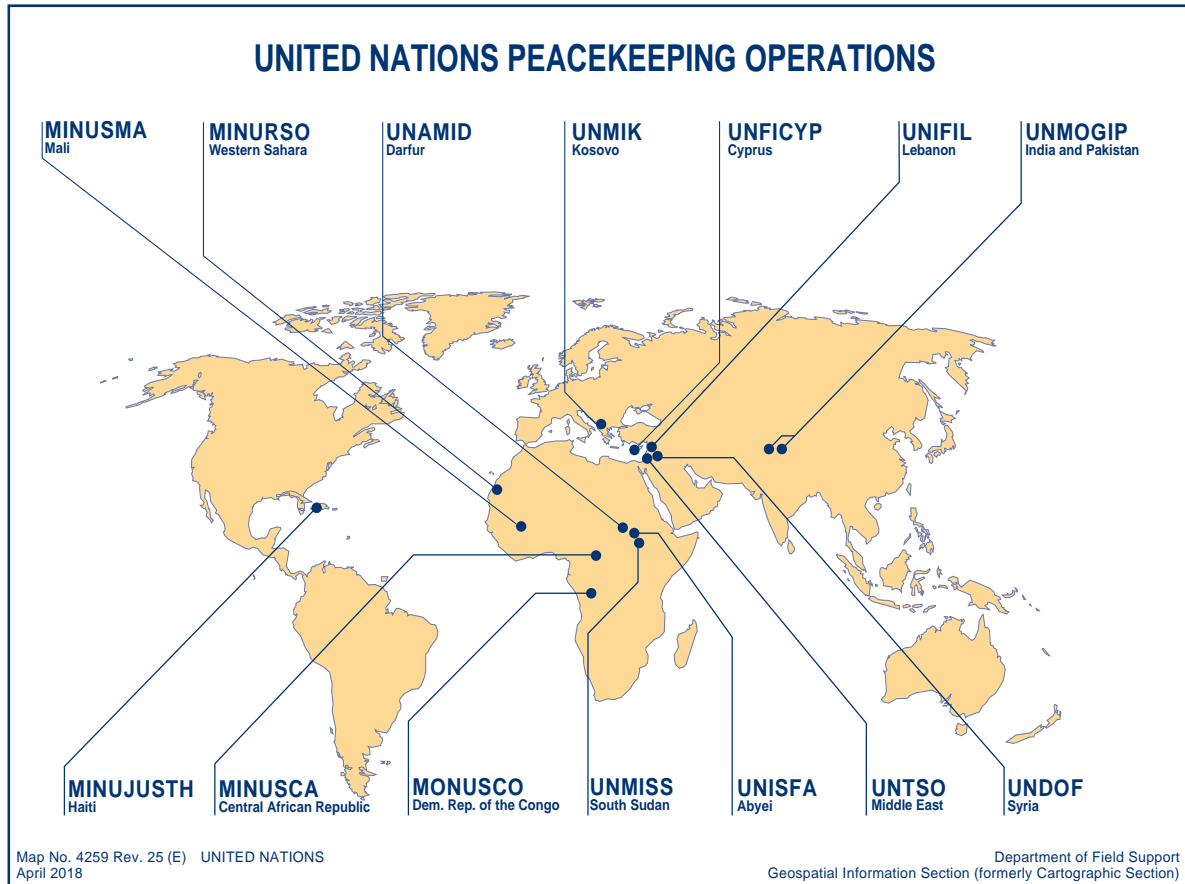 UNITED NATIONS PEACEKEEPING OPERATIONS
MINUSMA
Mali
MINURSO
Western Sahara
UNAMID
Darfur
UNMIK
Kosovo
UNFICYP
Cyprus
UNIFIL
Lebanon
UNMOGIP
India and Pakistan
MINUJUSTH
Haiti
MINUSCA
Central African Republic
MONUSCO
Dem. Rep. of the Congo
UNMISS
South Sudan
UNISFA
Abyei
UNTSO
Middle East
UNDOF
Syria
Map No. 4259 Rev. 25 (E) UNITED NATIONS
April 2018
Department of Field Support
Geospatial Information Section (formerly Cartographic Section)